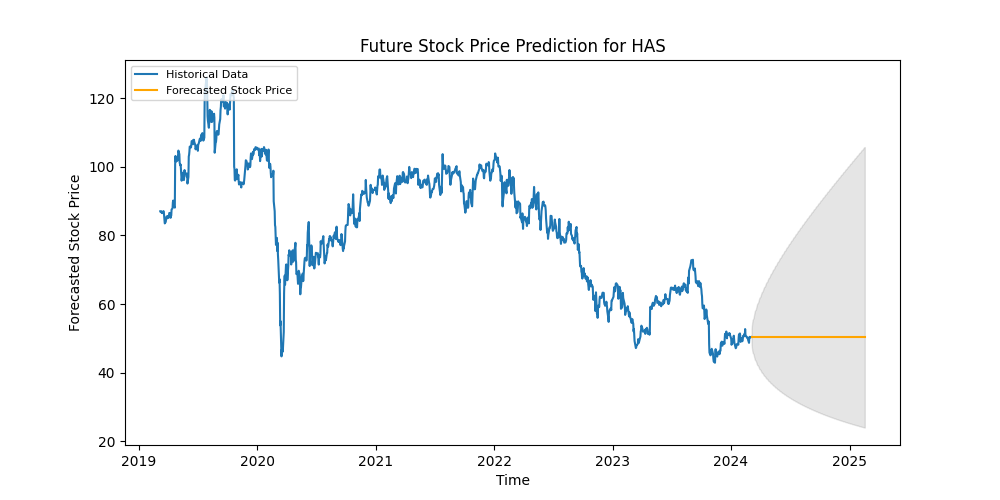 Future Stock Price Prediction for HAS
Historical Data
Forecasted Stock Price
120
100
80
60
40
20
Forecasted Stock Price
2019
2020
2021
2022
2023
2024
2025
Time